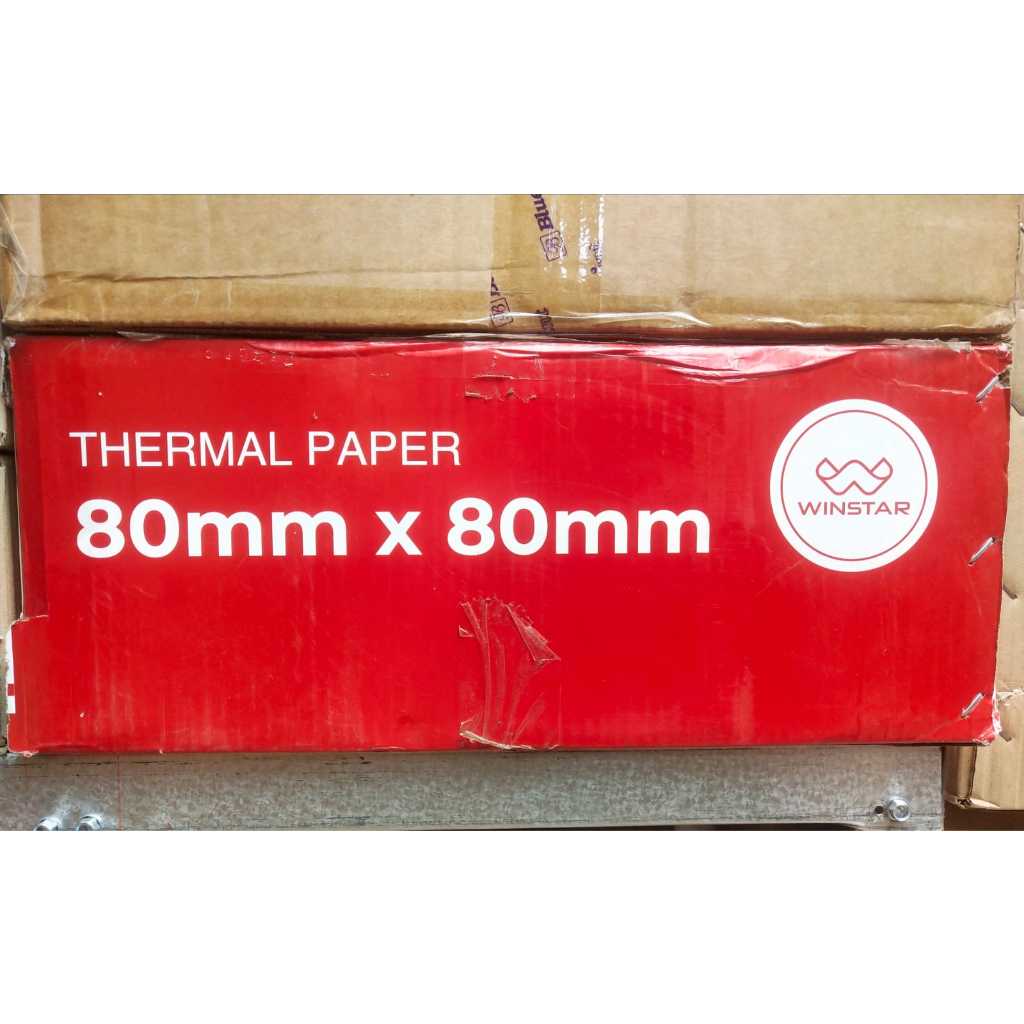 THERMAL PAPER
80mm x 80mm
WINSTAR